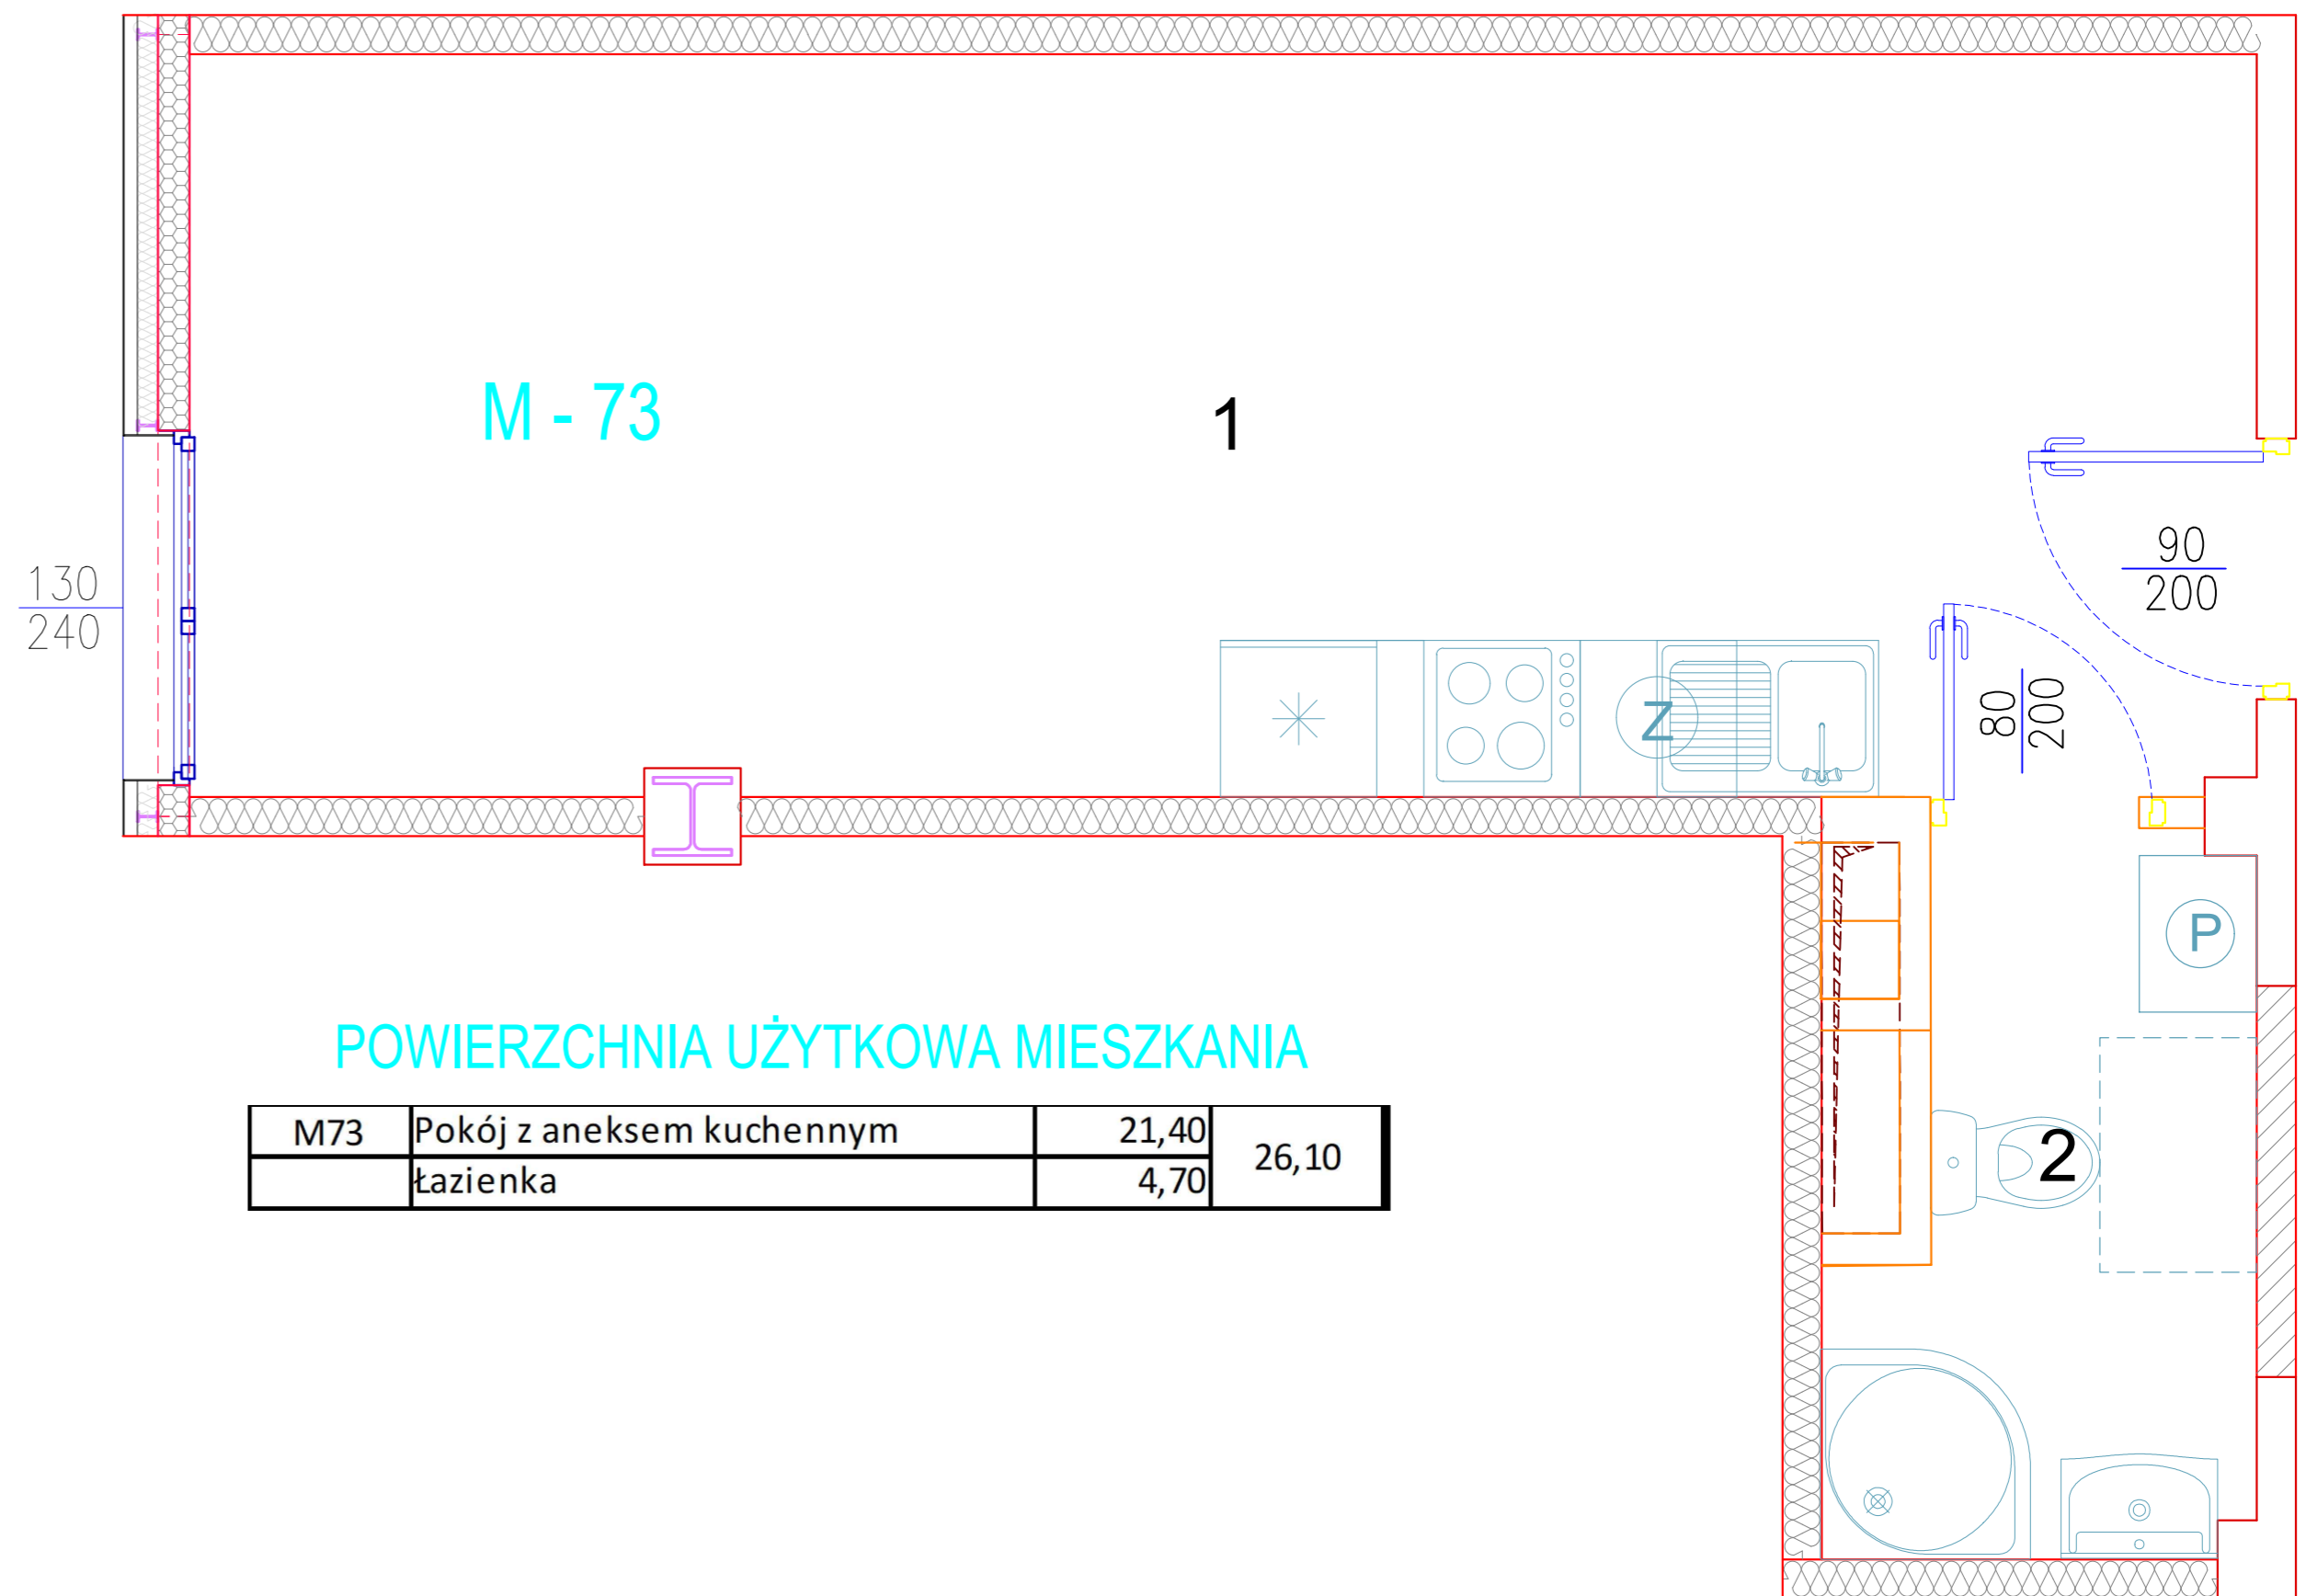 M - 73
1
90
200
130
240
Z
80
200
P
POWIERZCHNIA UŻYTKOWA MIESZKANIA
M73 Pokój z aneksem kuchennym 21,40 26,10
Łazienka 4,70
2